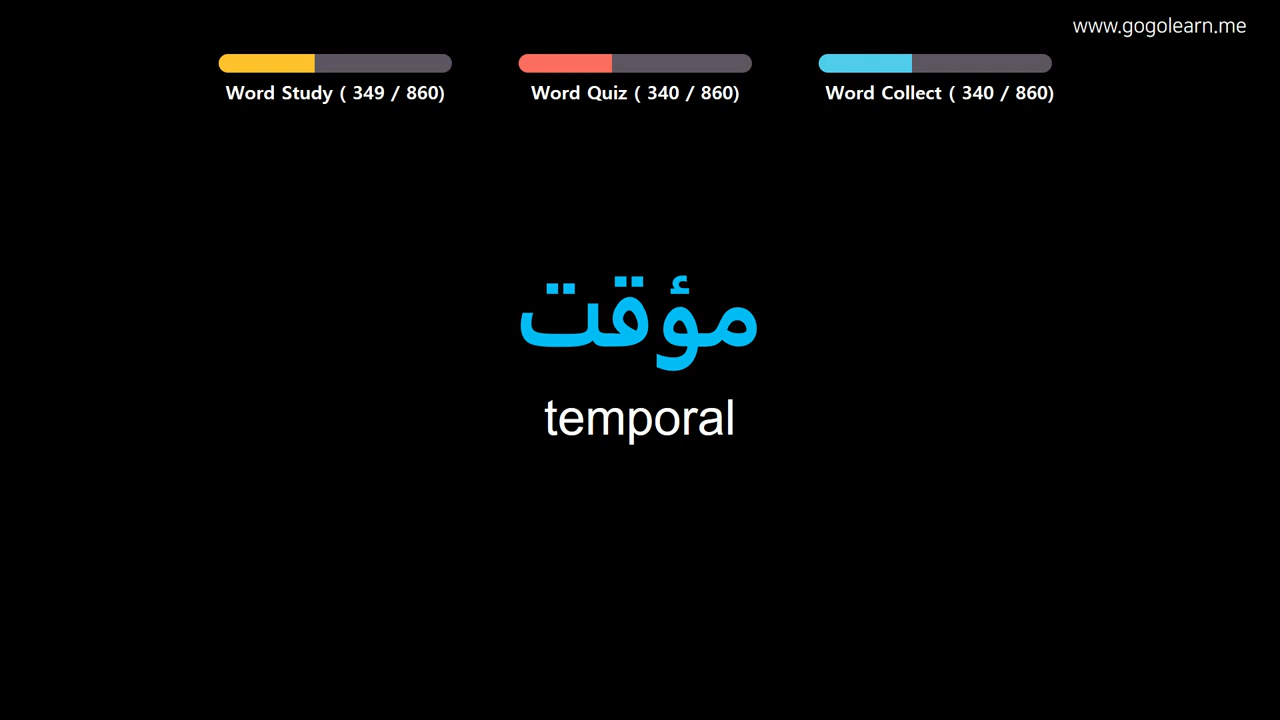 www.gogolearn.me
Word Study ( 349 / 860)
Word Quiz ( 340 / 860)
Word Collect ( 340 / 860)
مؤقت
temporal